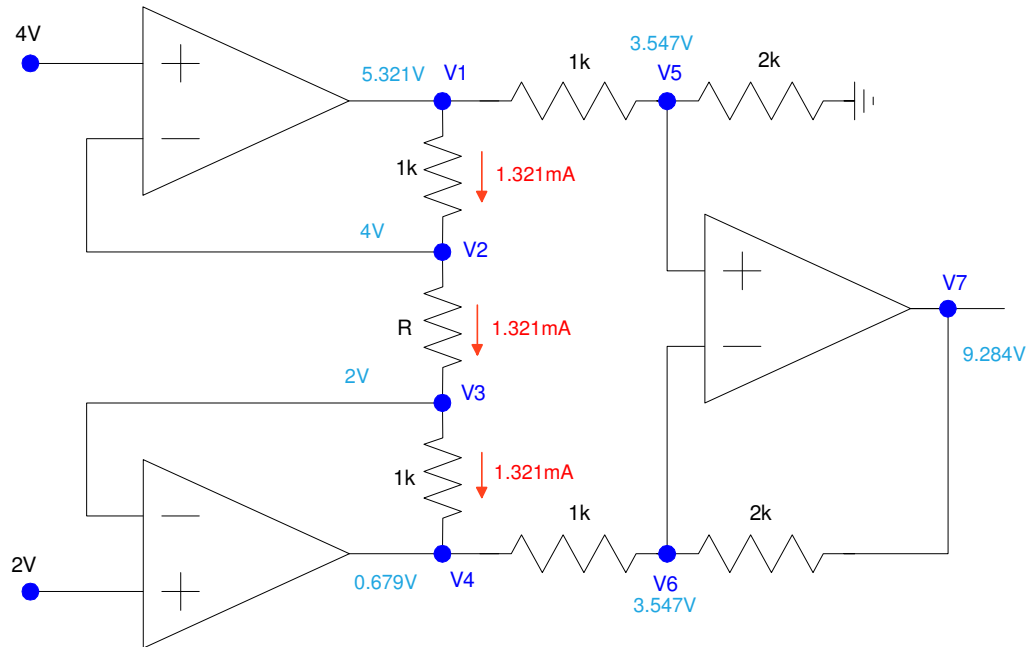 4V
5.321V
V1
1k
3.547V
V5
2k
1k
1.321mA
4V
V2
R
1.321mA
V7
9.284V
2V
V3
1k
1.321mA
2V
0.679V
V4
1k
V6
3.547V
2k